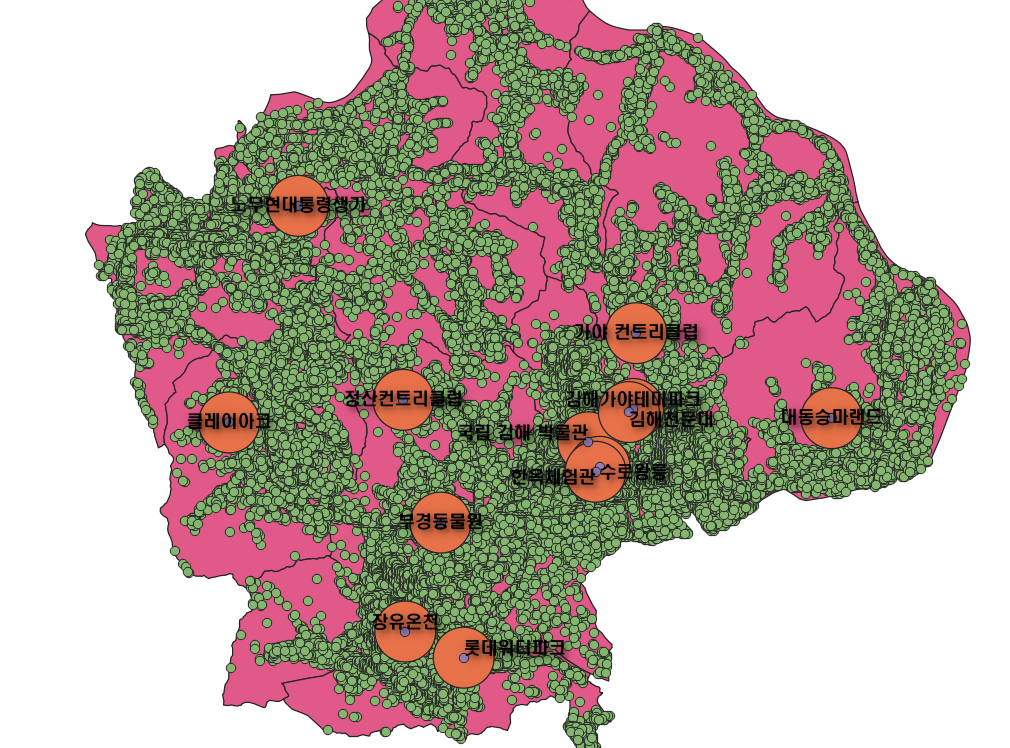 노무현대통령생가
가야 컨트리클럽
정산컨트리클럽
김해가야테마파크
대동승마랜드
클레이아크
김해천문대
국립 김해 박물관
한옥체험관
수로왕릉
부경동물원
장유온천
롯데워터파크